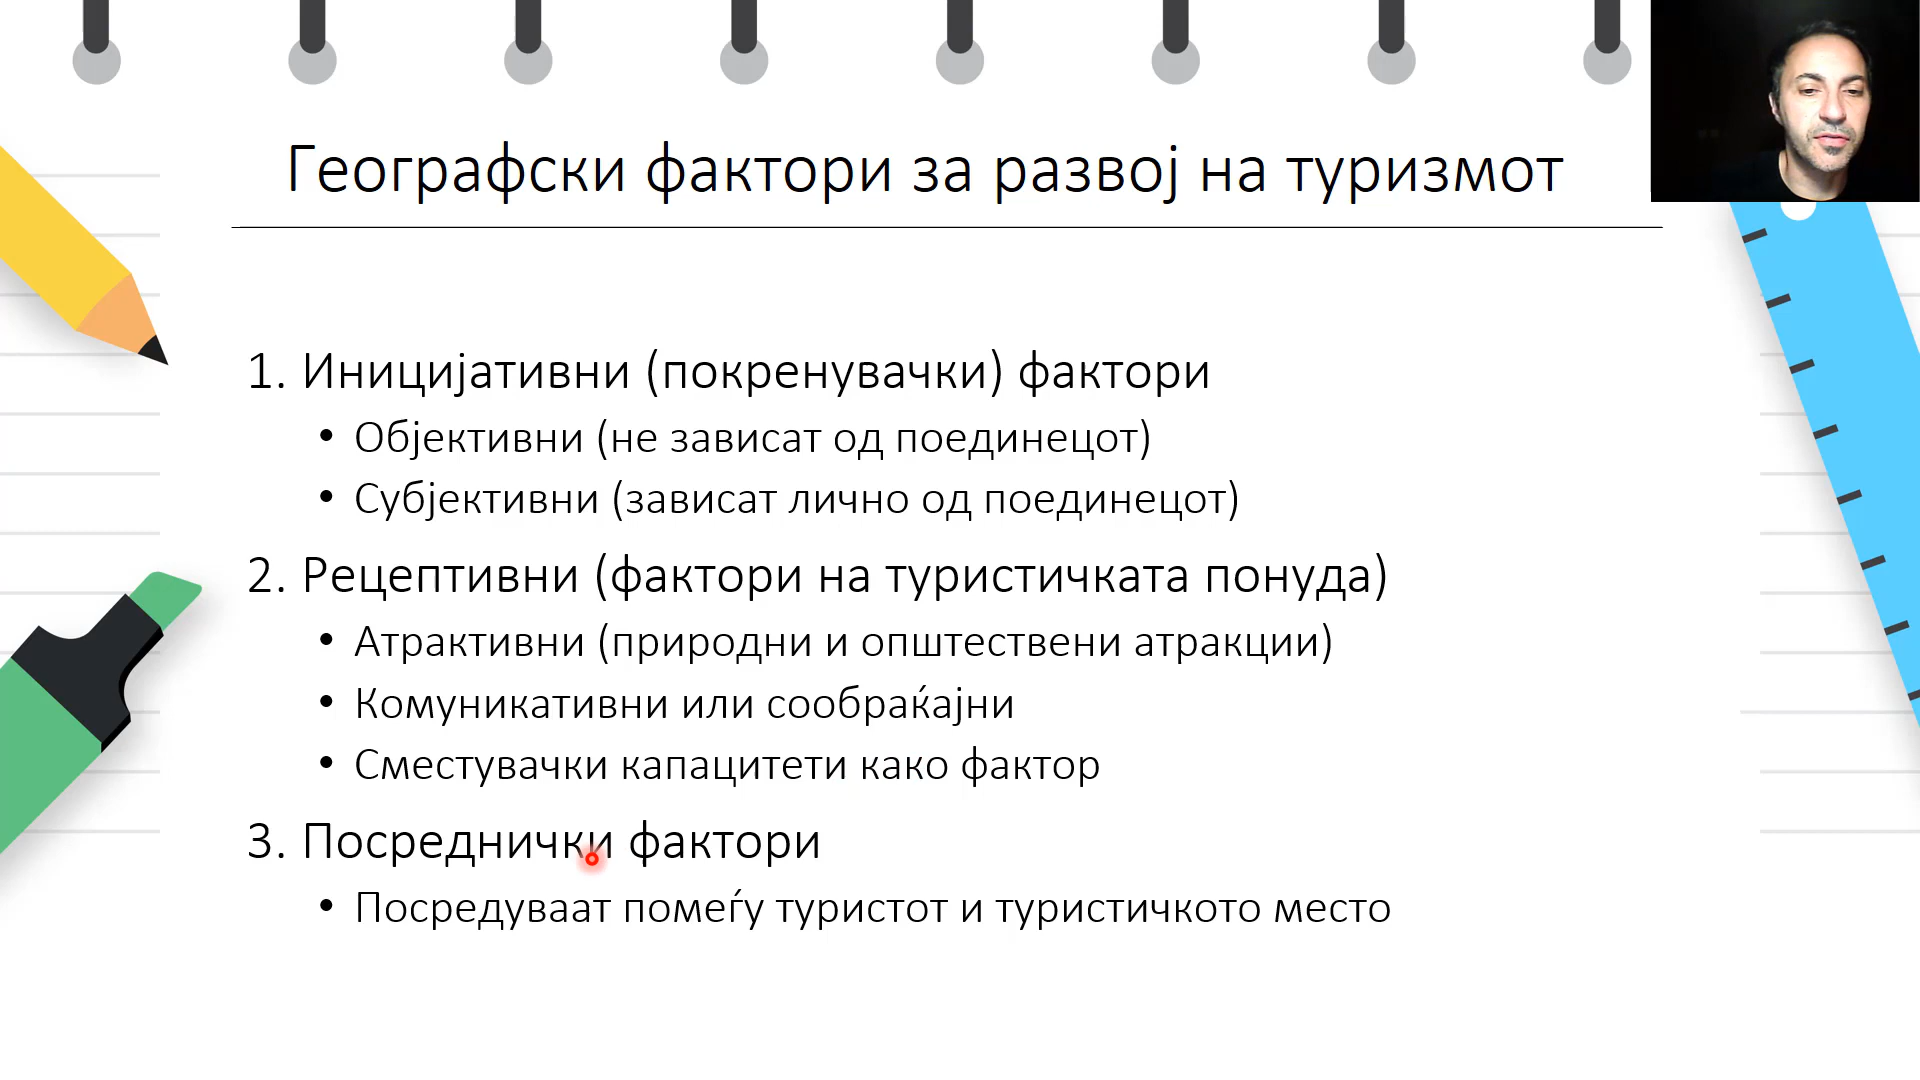 Географски фактори за развој на туризмот
1. Иницијативни (покренувачки) фактори
• Објективни (не зависат од поединецот)
• Субјективни (зависат лично од поединецот)
2. Рецептивни (фактори на туристичката понуда)
• Атрактивни (природни и општествени атракции)
• Комуникативни или сообраќајни
• Сместувачки капацитети како фактор
3. Посреднички фактори
• Посредуваат помеѓу туристот и туристичкото место